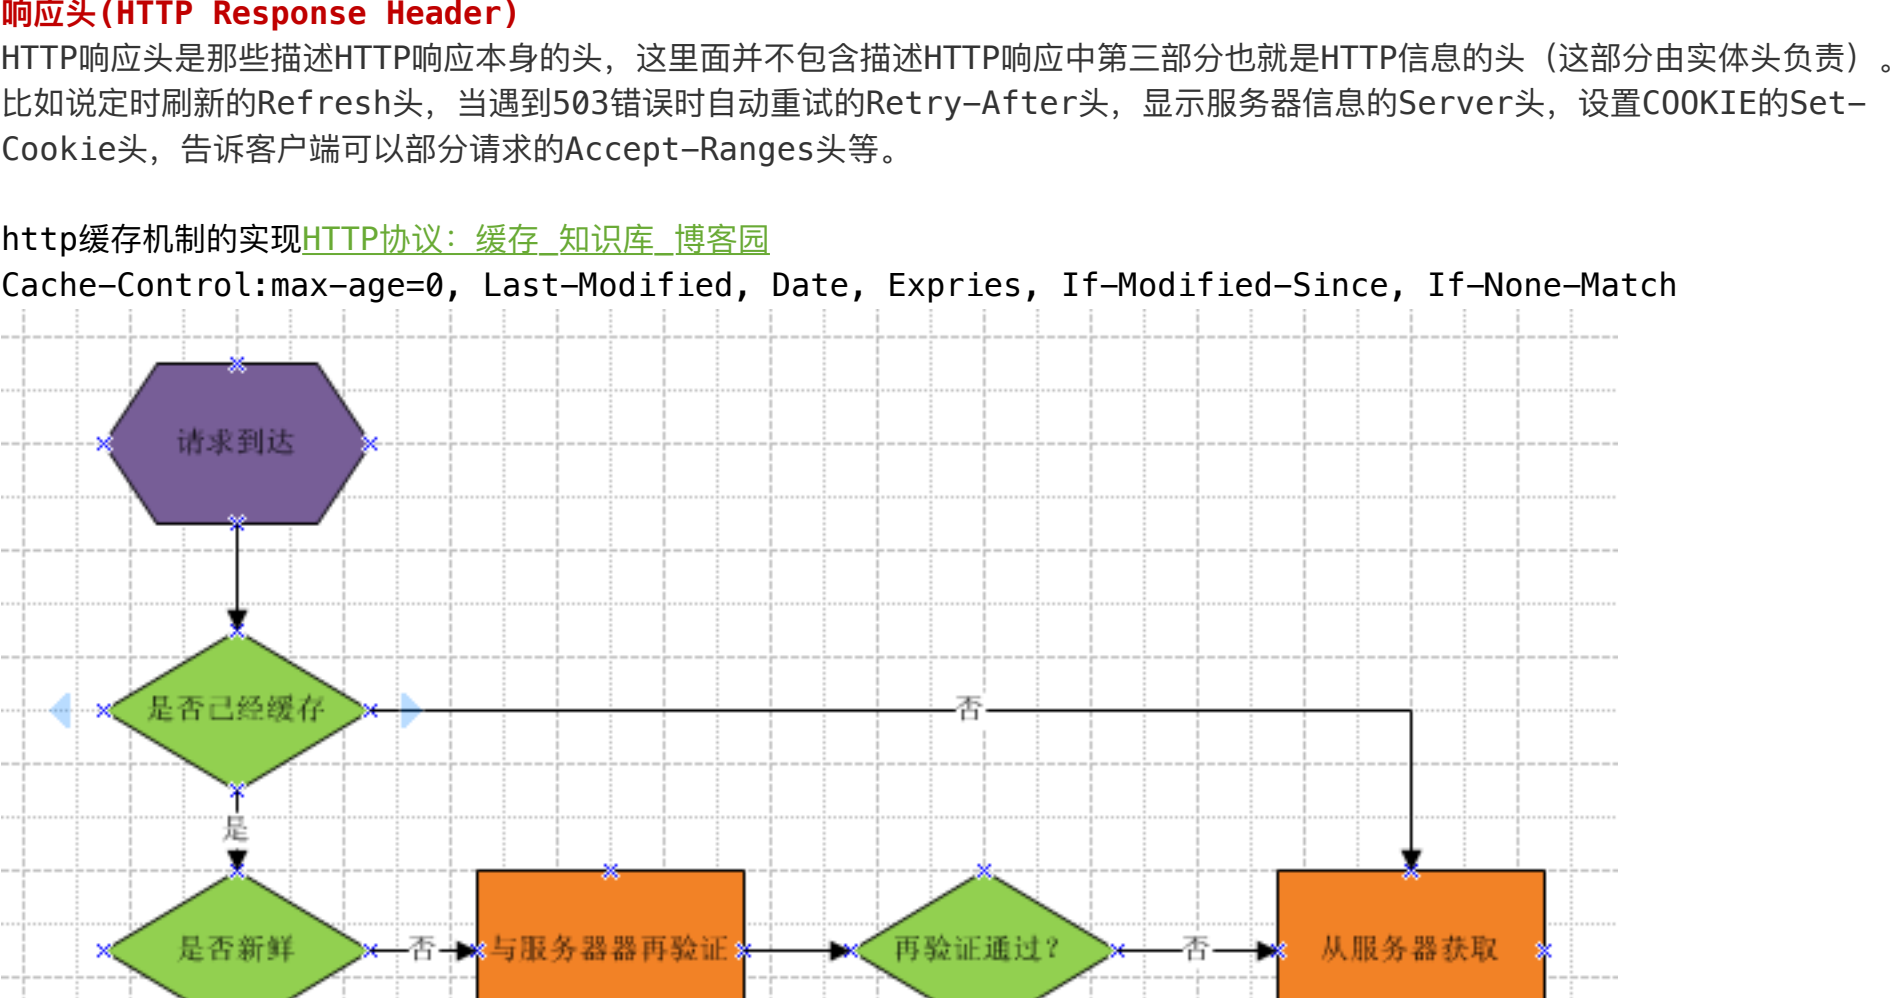 响应头(HTTP Response Header)
HTTP响应头是那些描述HTTP响应本身的头，这里面并不包含描述HTTP响应中第三部分也就是HTTP信息的头（这部分由实体头负责）。
比如说定时刷新的Refresh头，当遇到503错误时自动重试的Retry-After头，显示服务器信息的Server头，设置COOKIE的Set-
Cookie头，告诉客户端可以部分请求的Accept-Ranges头等。
http缓存机制的实现HTTP协议：缓存_知识库_博客园
Cache-Control:max-age=0, Last-Modified, Date, Expries, If-Modified-Since, If-None-Match
请求到达
是否已经缓存
否
是
是否新鲜
否
与服务器器再验证
再验证通过?
否
从服务器获取